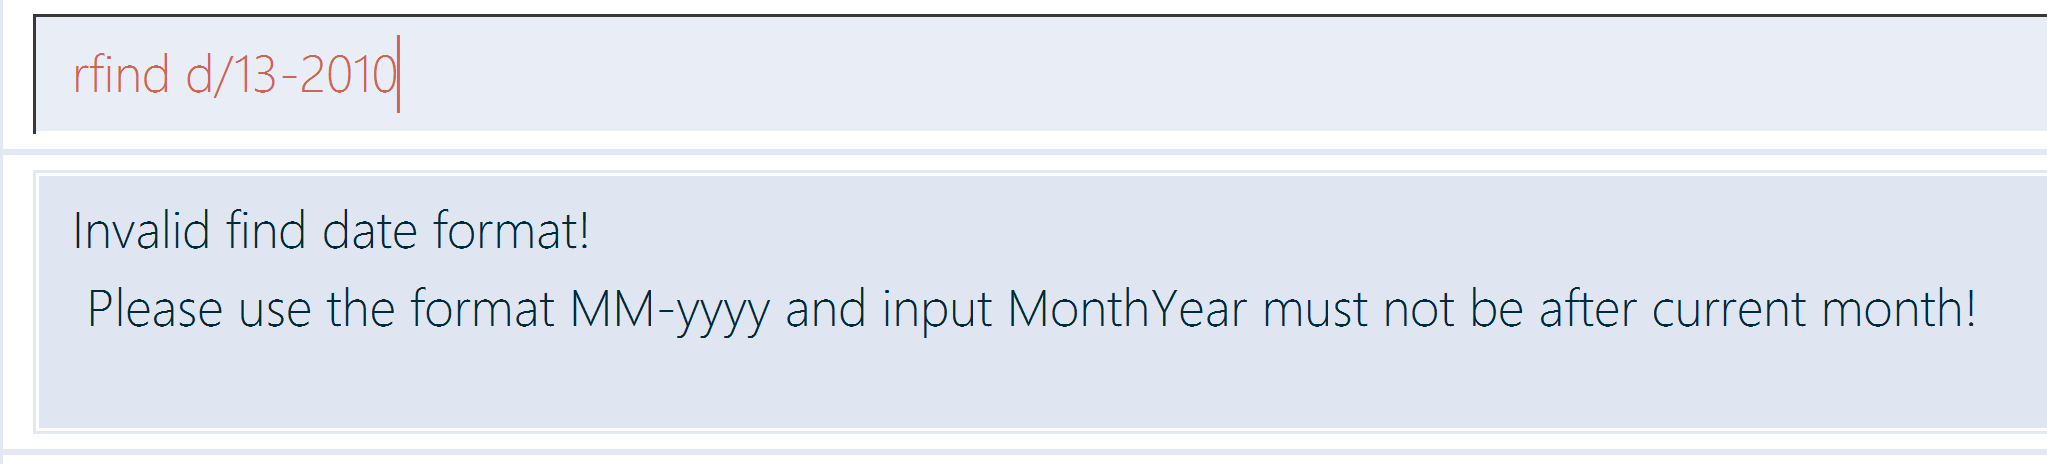 rfind d/13-2010
Invalid find date format!
Please use the format MM-yyyy and input MonthYear must not be after current month!